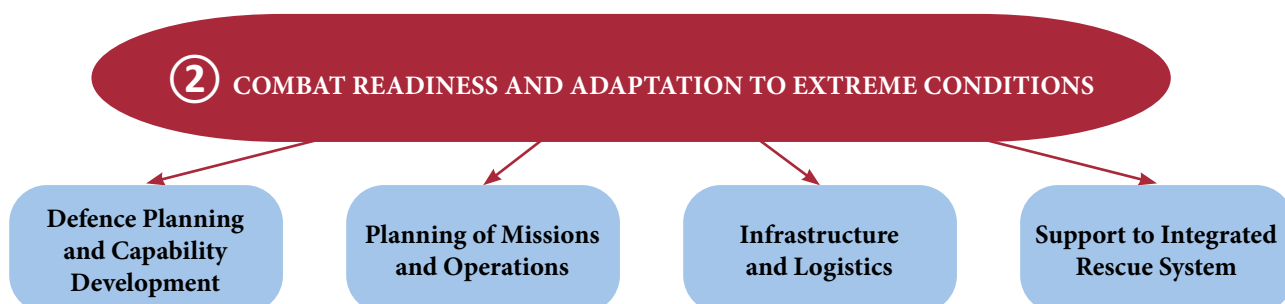 ② COMBAT READINESS AND ADAPTATION TO EXTREME CONDITIONS
Defence Planning
and Capability
Development
Planning of Missions
and Operations
Infrastructure
and Logistics
Support to Integrated
Rescue System